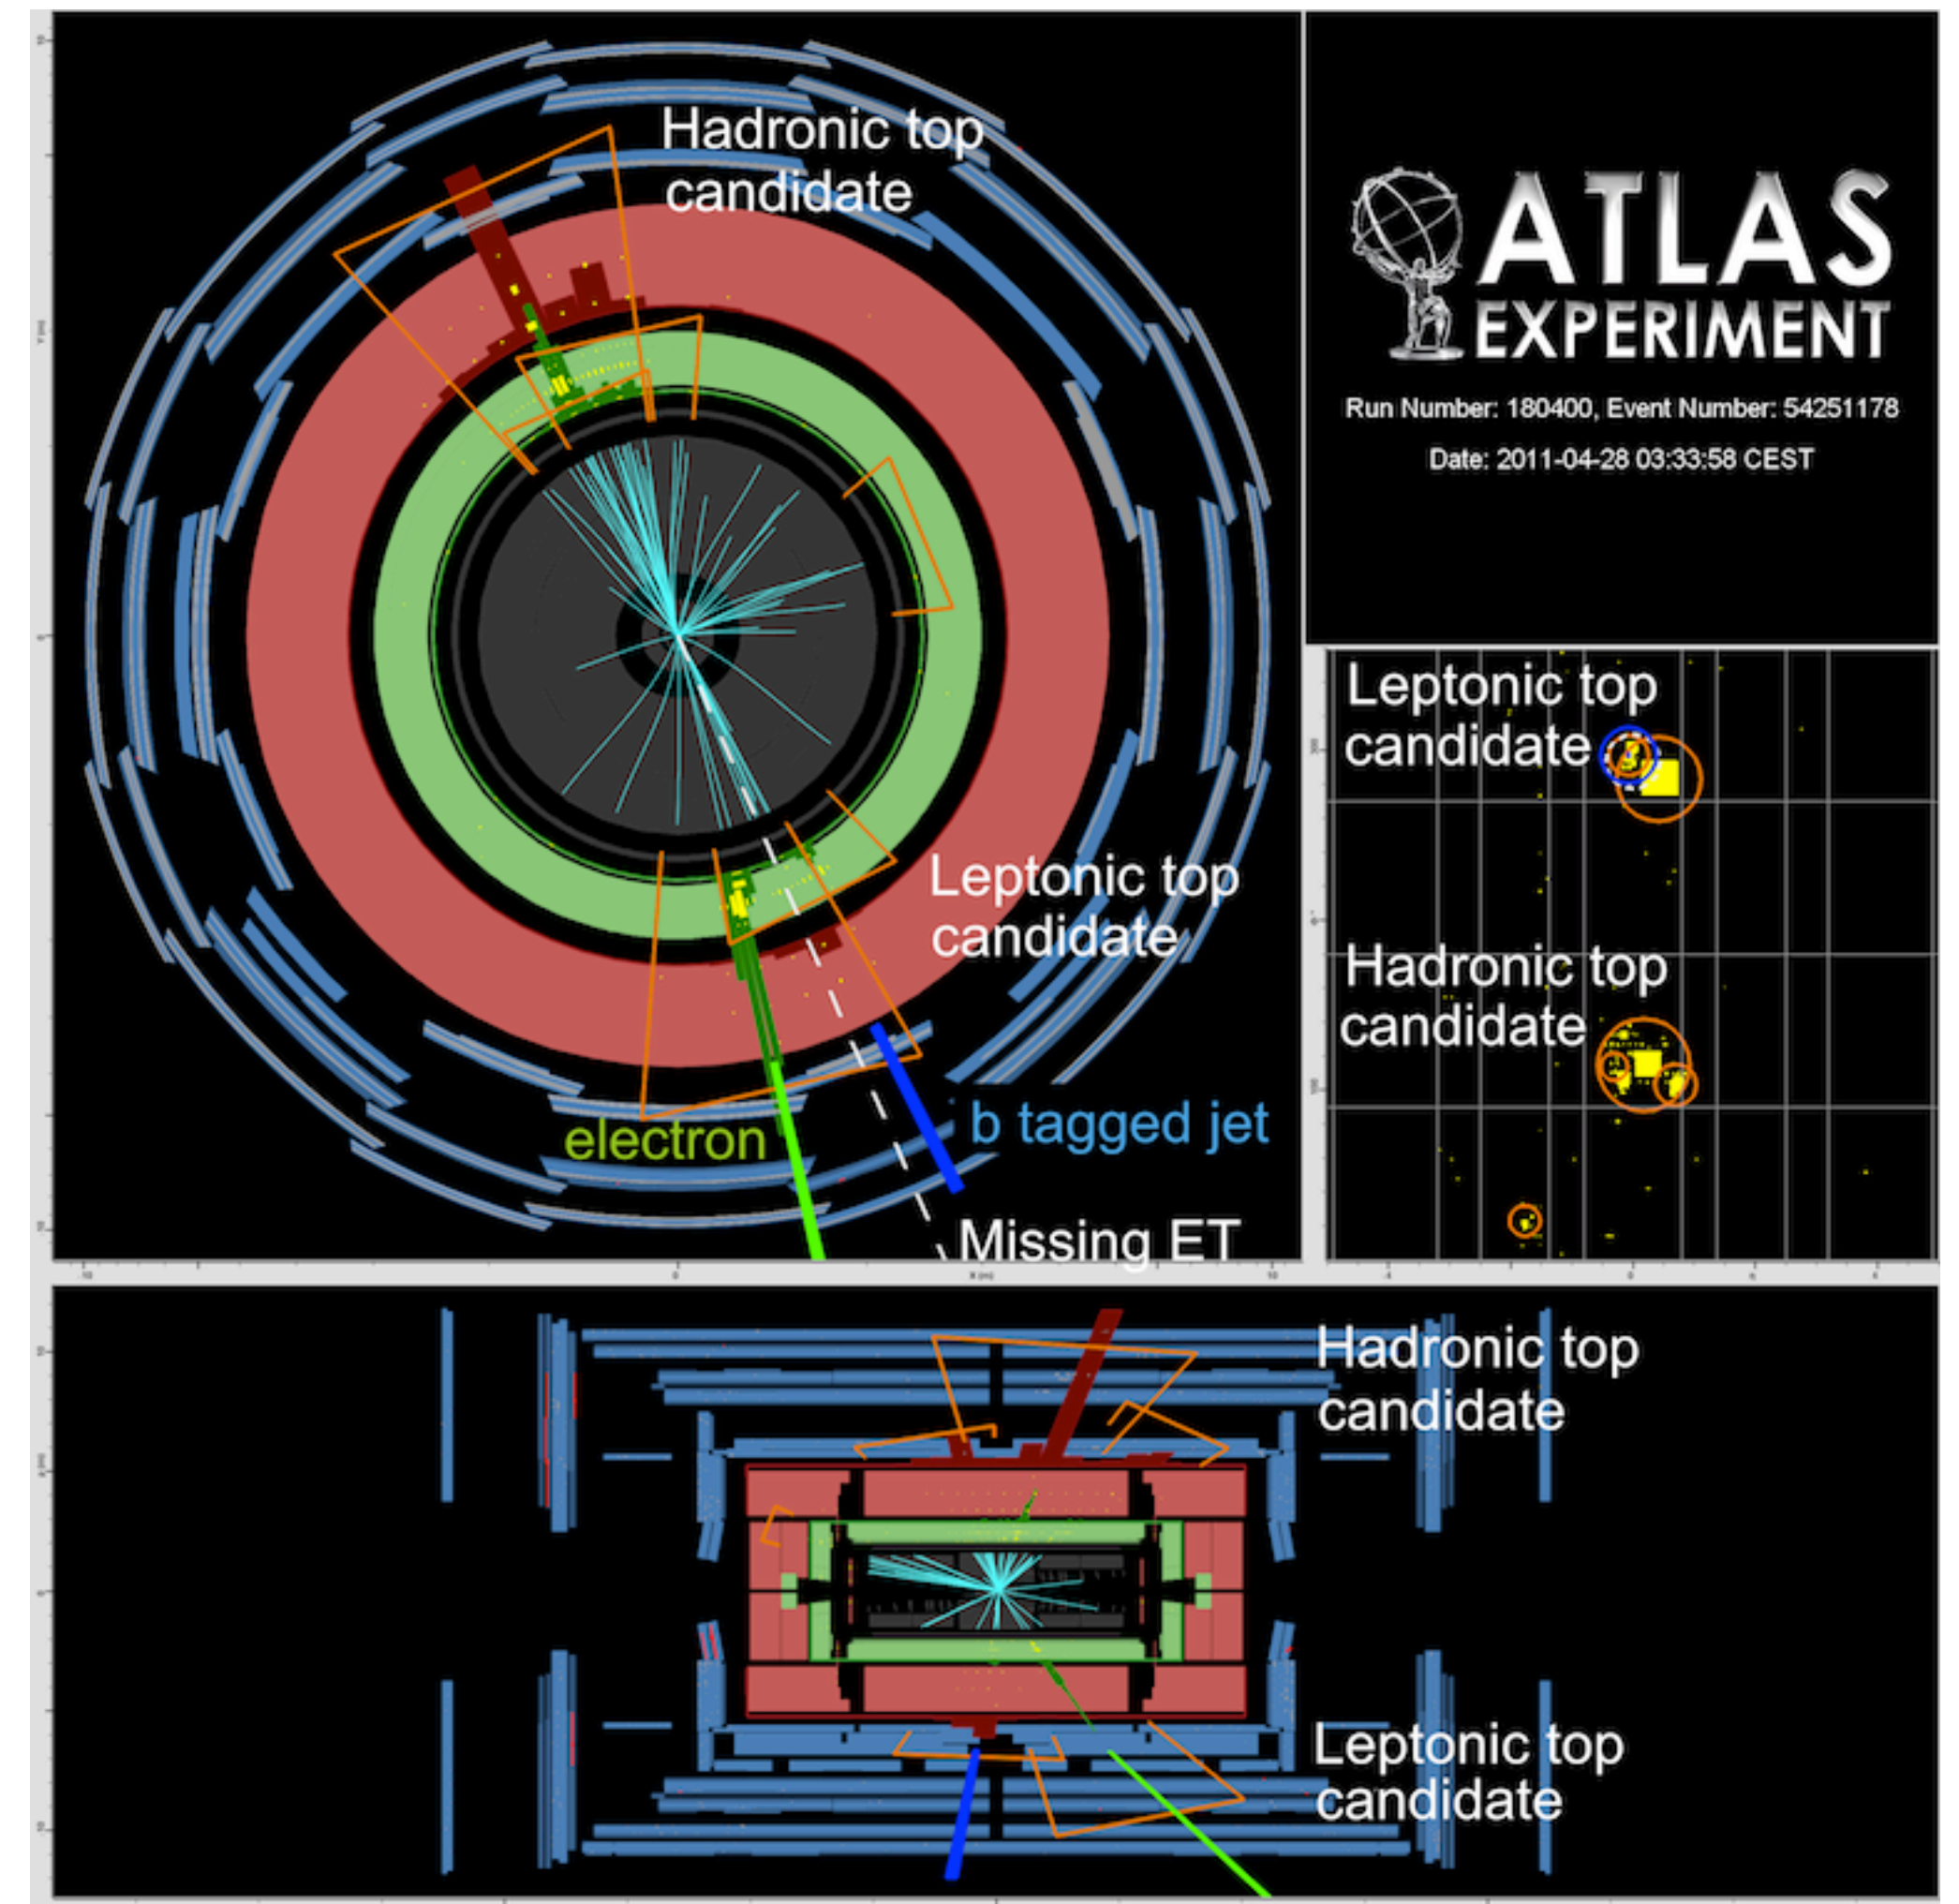 Hadronic top
candidate
ATLAS
EXPERIMENT
Run Number: 180400, Event Number: 54251178
Date: 2011-04-28 03:33:58 CEST
Leptonic top
candidate
Hadronic top
candidate
Leptonic top
candidate
electron
b tagged jet
Missing ET
Hadronic top
candidate
Leptonic top
candidate